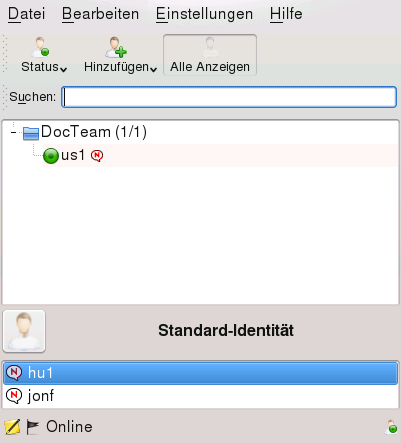 Datei Bearbeiten Einstellungen Hilfe
Status Hinzufügen Alle Anzeigen
Suchen:
DocTeam (1/1)
us1
Standard-Identität
hu1
jonf
Online